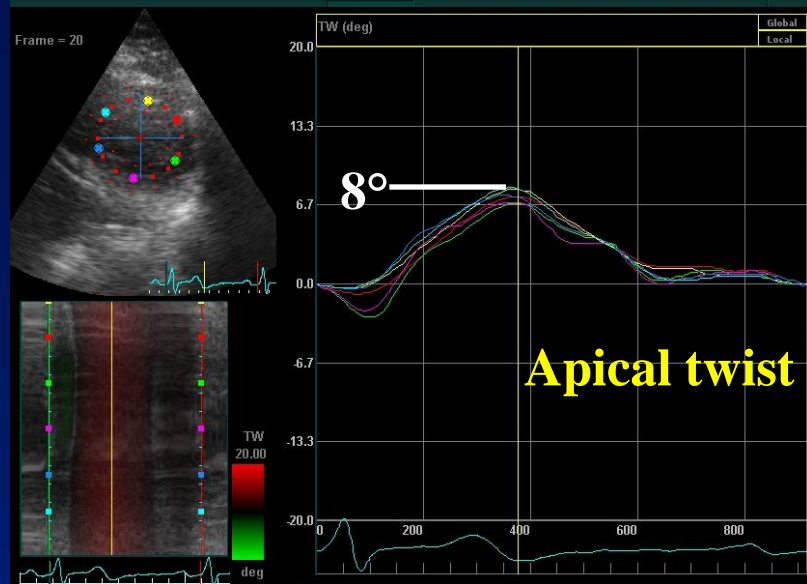 Frame = 20
TW (deg)
Global
Local
20.0
13.3
6.7
0.0
-6.7
-13.3
-20.0
8°
Apical twist
0 200 400 600 800
TW
20.00
deg